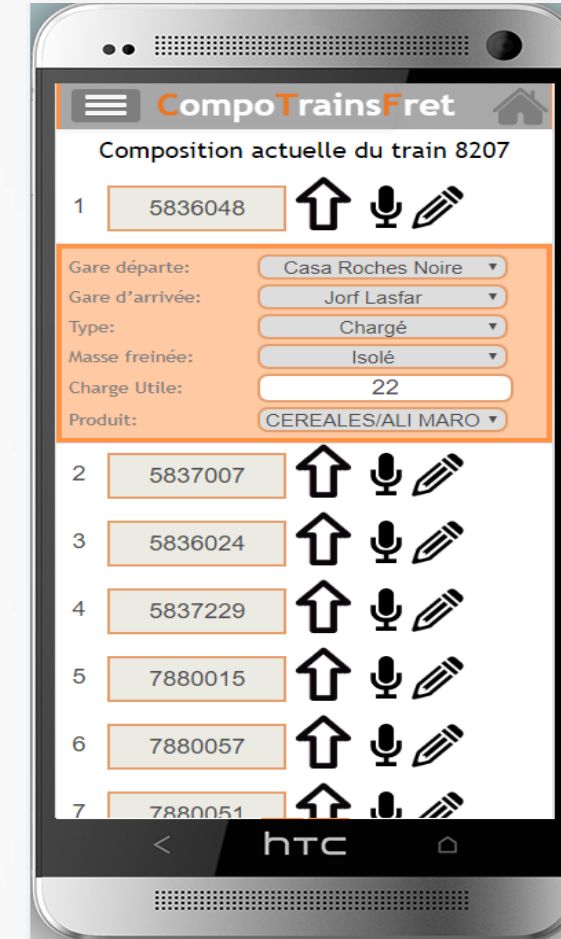 CompoTrainsFret
Composition actuelle du train 8207
1 5836048
Gare départe: Casa Roches Noire
Gare d'arrivée: Jorf Lasfar
Type: Chargé
Masse freinée: Isolé
Charge Utile: 22
Produit: CEREALES/ALI MARO
2 5837007
3 5836024
4 5837229
5 7880015
6 7880057
7 7880051
hTC